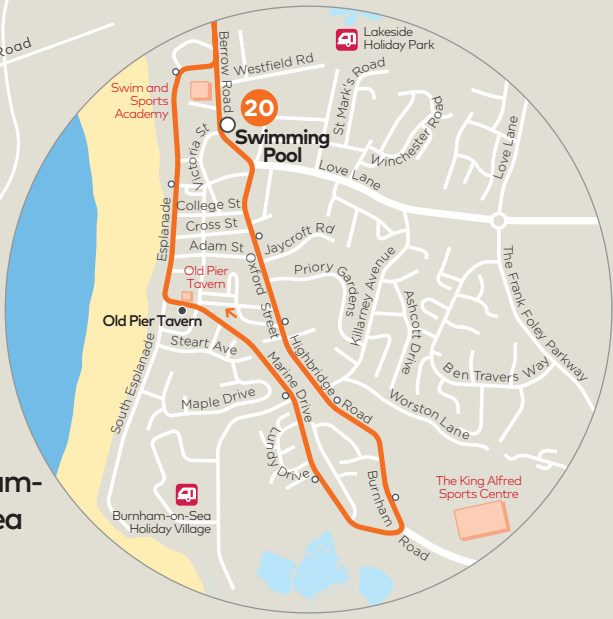 Road
Lakeside
Holiday Park
Berrow Road
Westfield Rd
St Mark's Road
Swim and
Sports
Academy
20
Swimming
Pool
Victoria St
Winchester Road
Love Lane
Love Lane
College St
Cross St
Esplanade
Adam St
Jaycroft Rd
Oxford Street
Old Pier
Tavern
Priory Gardens
Killarney Avenue
Ashcott Drive
The Frank Foley Parkway
Old Pier Tavern
Steart Ave
South Esplanade
Highbridge Road
Marine Drive
Ben Travers Way
Maple Drive
Worston Lane
Lundy Drive
Burnham Road
The King Alfred
Sports Centre
am-
ea
Burnham-on-Sea
Holiday Village